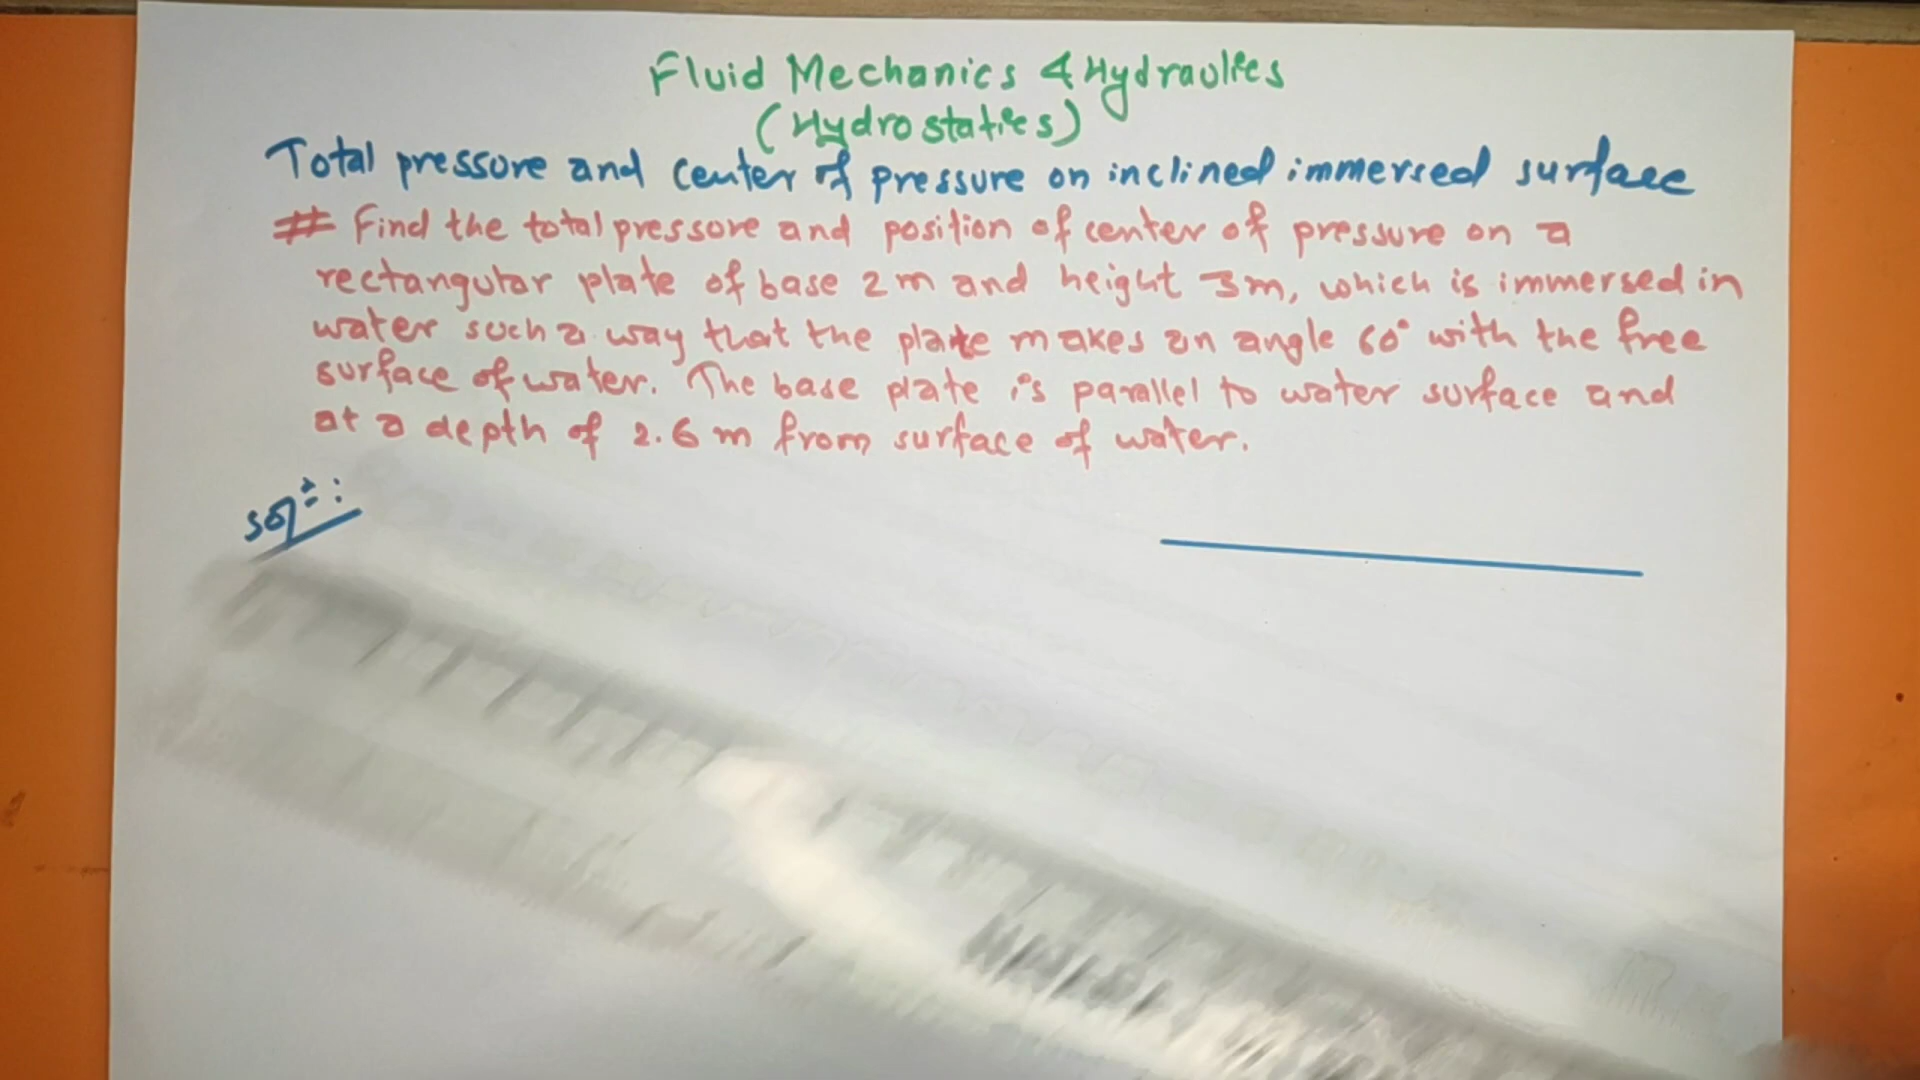 Fluid Mechanics & Hydraulics
(Hydrostatics)
Total pressure and center of pressure on inclined immersed surface
# Find the total pressure and position of center of pressure on a
rectangular plate of base 2m and height 3m, which is immersed in
water such a way that the plate makes an angle 60° with the free
surface of water. The base plate is parallel to water surface and
at a depth of 2.6 m from surface of water.
Solⁿ: